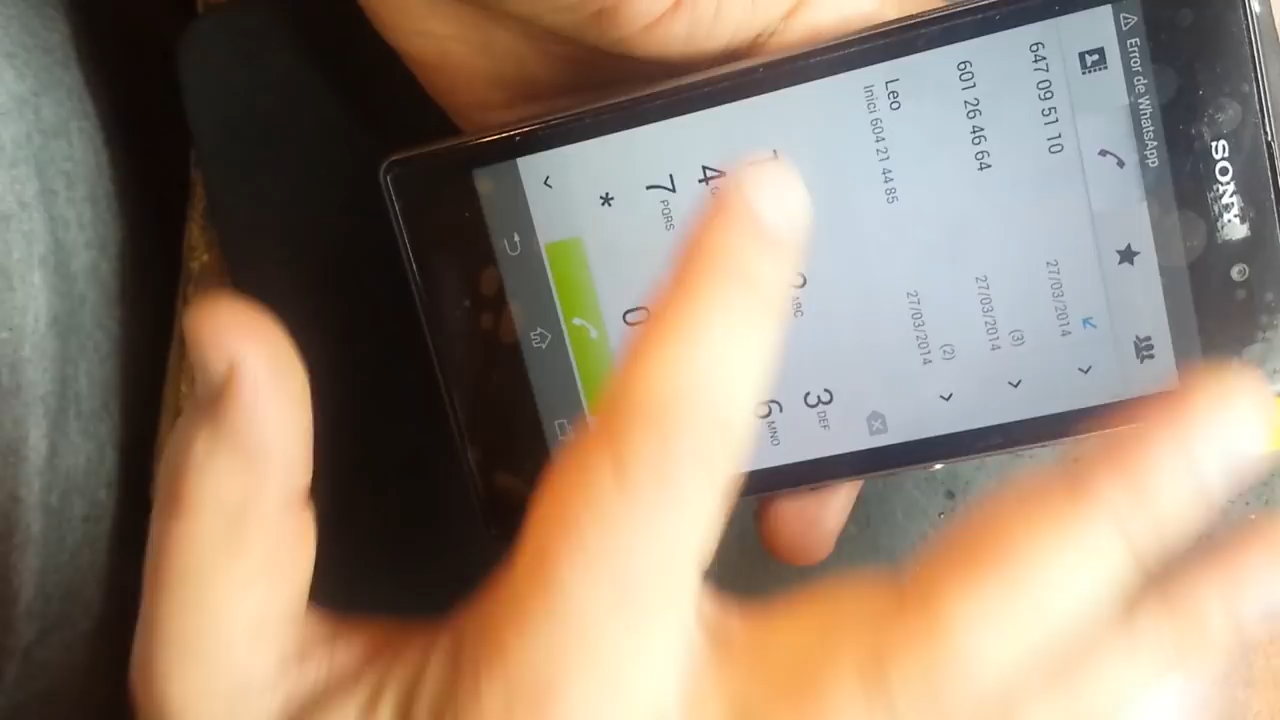 SONY
Error de WhatsApp
647 09 51 10
27/03/2014
601 26 46 64
(3)
27/03/2014
Leo
Inici 604 21 44 85
(2)
27/03/2014
ABC
3 DEF
4
6 MNO
7 PQRS
*
0